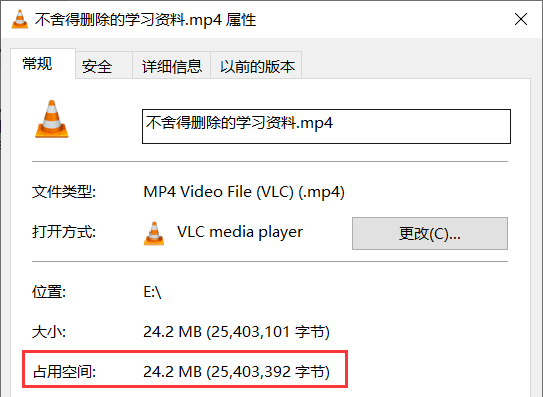 不舍得删除的学习资料.mp4 属性
常规 安全 详细信息 以前的版本
不舍得删除的学习资料.mp4
文件类型: MP4 Video File (VLC) (.mp4)
打开方式: VLC media player 更改(C)...
位置: E:\
大小: 24.2 MB (25,403,101 字节)
占用空间: 24.2 MB (25,403,392 字节)